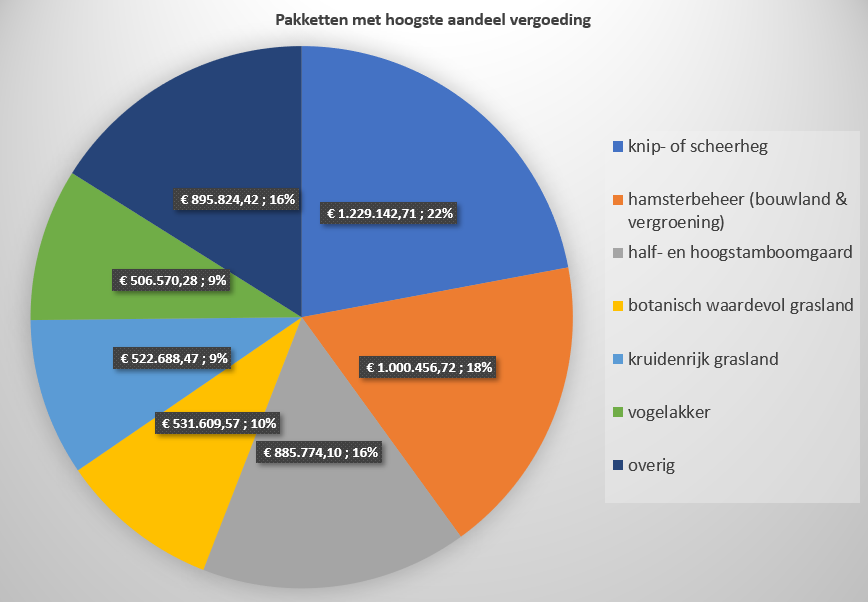 Pakketten met hoogste aandeel vergoeding
€ 895.824,42 ; 16%
€ 1.229.142,71 ; 22%
€ 506.570,28 ; 9%
€ 522.688,47 ; 9%
€ 1.000.456,72 ; 18%
€ 531.609,57 ; 10%
€ 885.774,10 ; 16%
knip- of scheerheg
hamsterbeheer (bouwland &
vergroening)
half- en hoogstamboomgaard
botanisch waardevol grasland
kruidenrijk grasland
vogelakker
overig